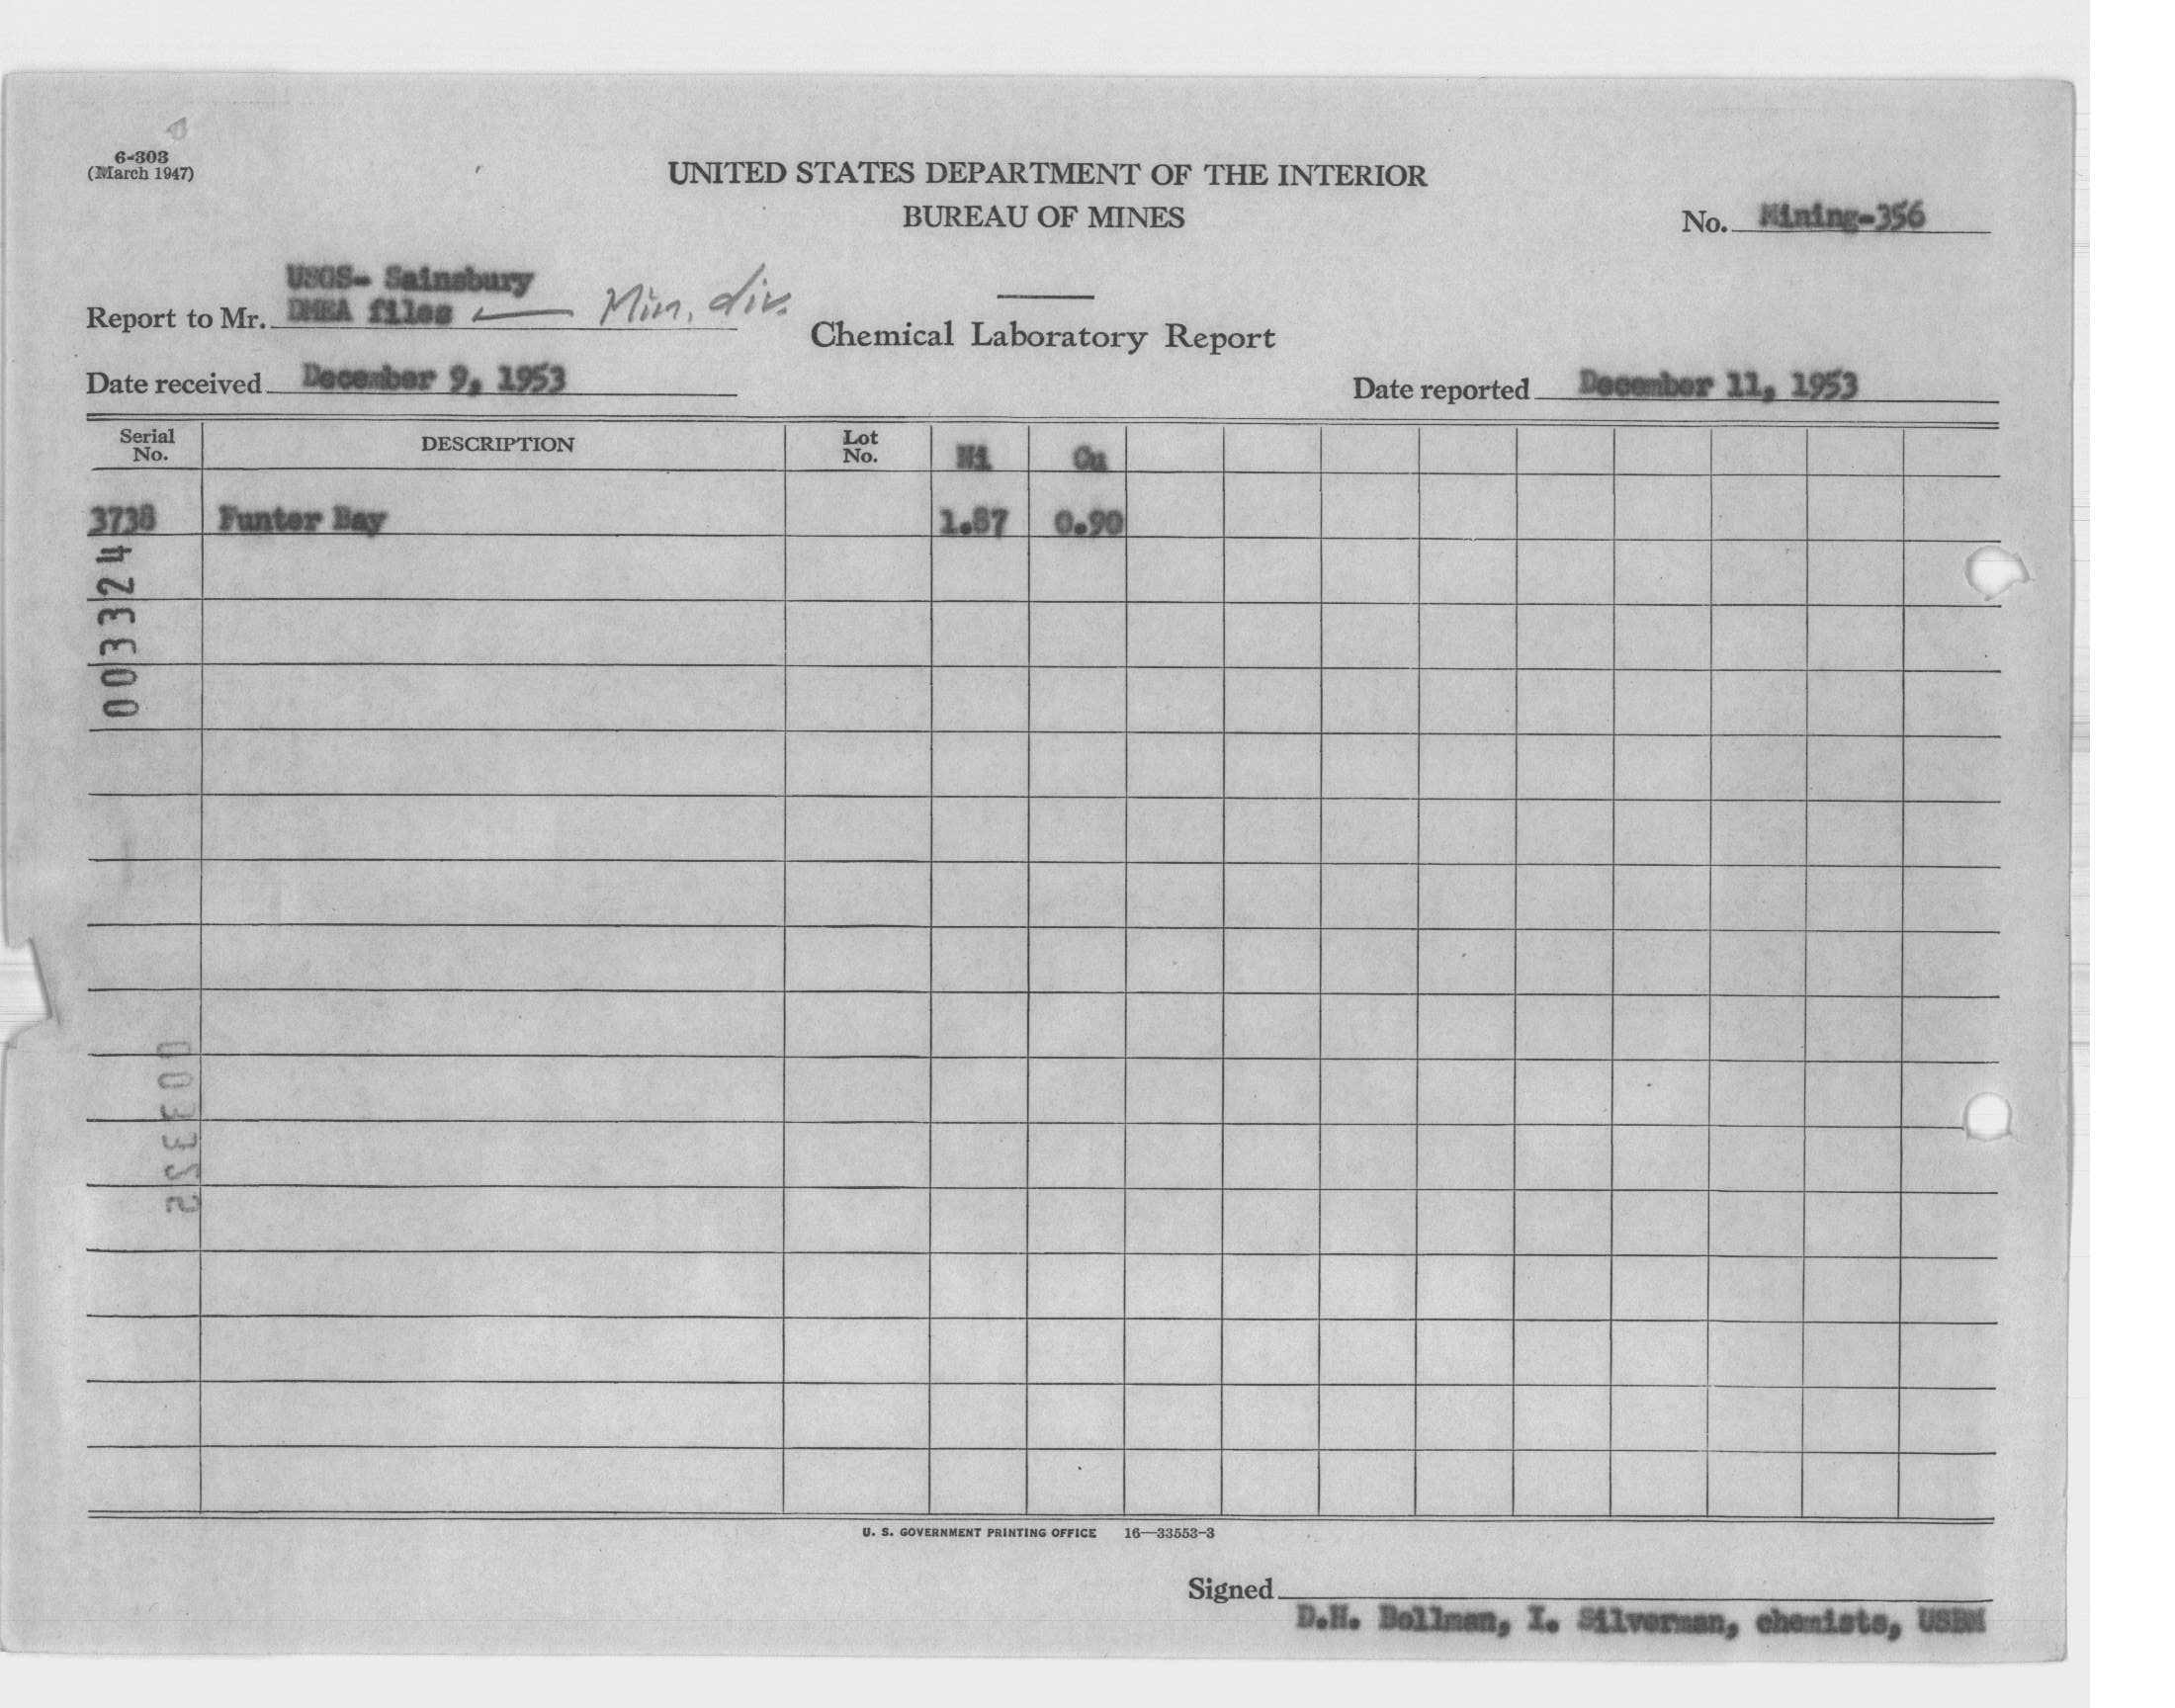 6-303
(March 1947)
UNITED STATES DEPARTMENT OF THE INTERIOR
BUREAU OF MINES
No. Mining-356
USGS- Sainsbury
Report to Mr. DMEA files — Min. div.
Chemical Laboratory Report
Date received December 9, 1953
Date reported December 11, 1953
Serial No. DESCRIPTION Lot No. Ni Cu
3738 Funter Bay 1.87 0.90
003324
003325
U. S. GOVERNMENT PRINTING OFFICE 16—33553-3
Signed
D.H. Bollman, I. Silverman, chemists, USBM